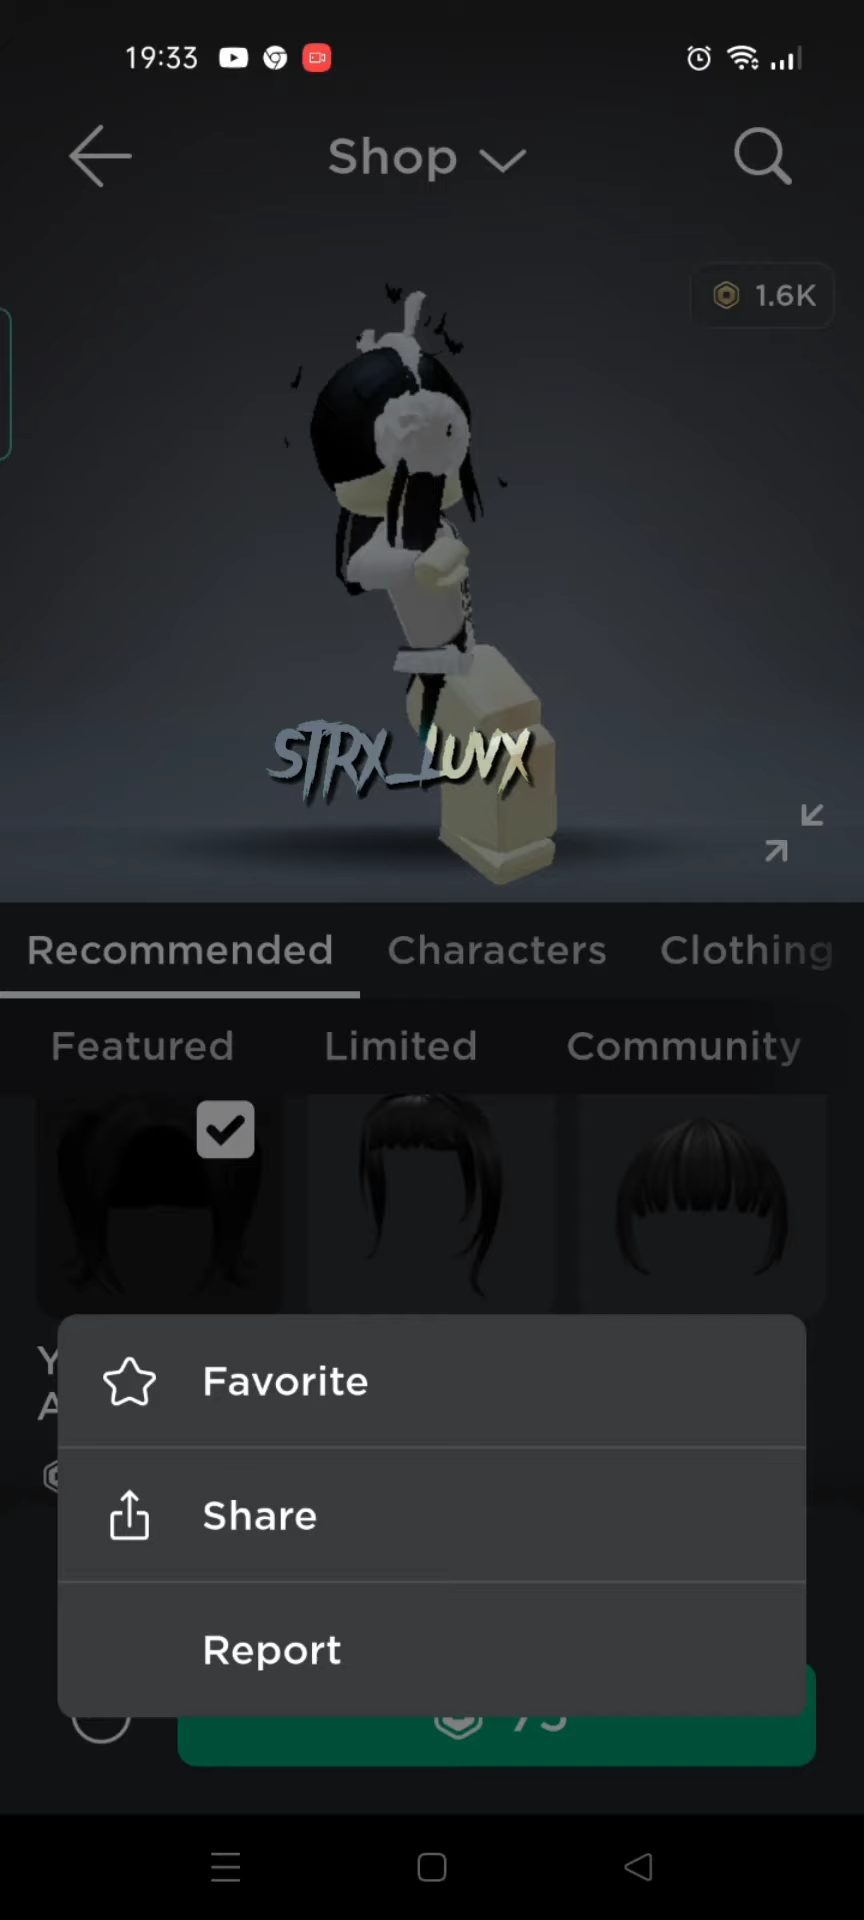 19:33
Shop
1.6K
STRX_LUVX
Recommended Characters Clothing
Featured Limited Community
Y
A
Favorite
Share
Report